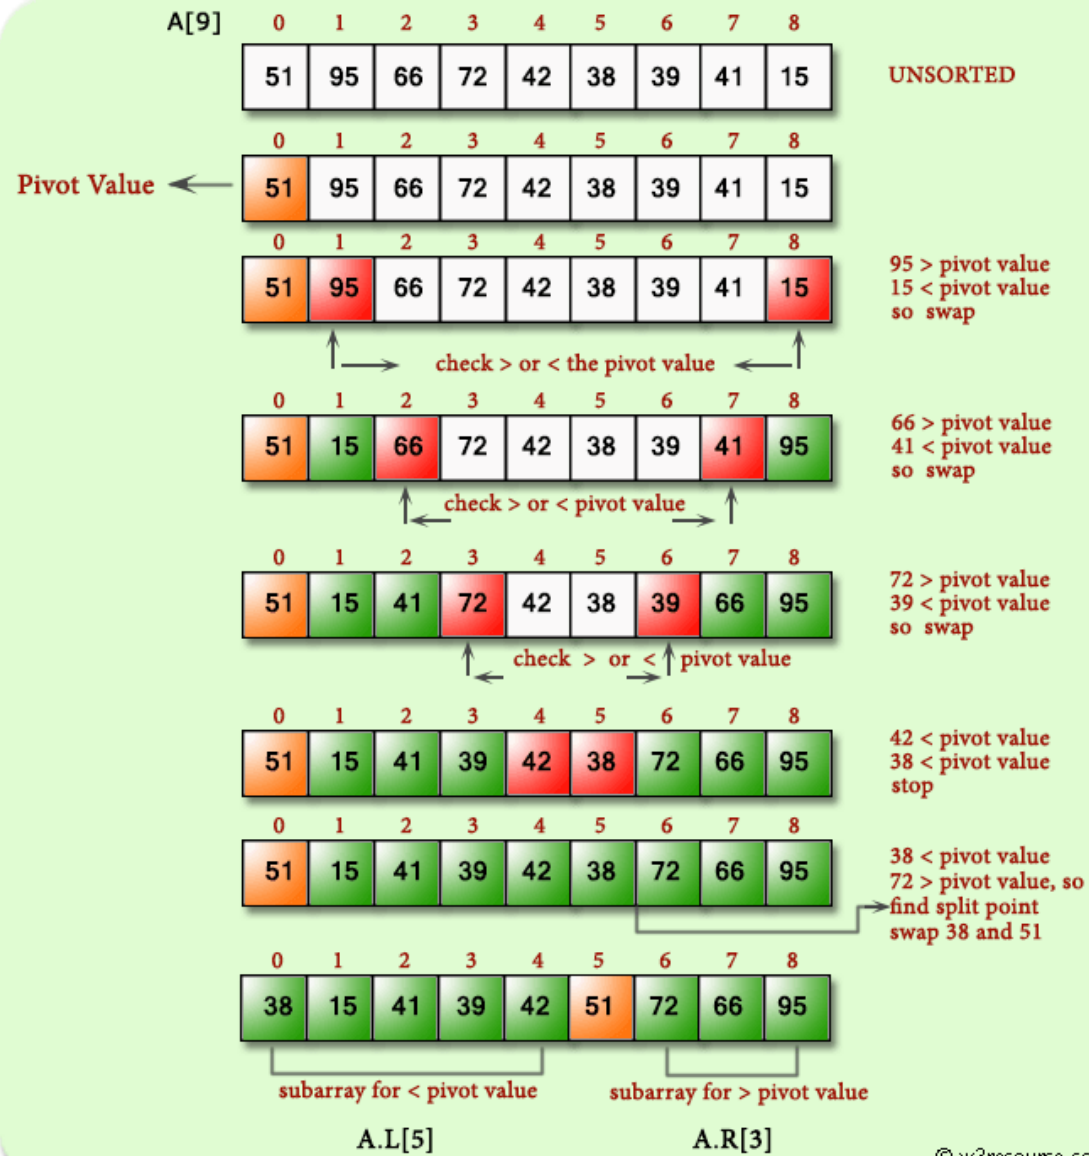 A[9]
0 1 2 3 4 5 6 7 8
51 95 66 72 42 38 39 41 15
UNSORTED
0 1 2 3 4 5 6 7 8
Pivot Value
51 95 66 72 42 38 39 41 15
0 1 2 3 4 5 6 7 8
51 95 66 72 42 38 39 41 15
95 > pivot value
15 < pivot value
so swap
check > or < the pivot value
0 1 2 3 4 5 6 7 8
51 15 66 72 42 38 39 41 95
66 > pivot value
41 < pivot value
so swap
check > or < pivot value
0 1 2 3 4 5 6 7 8
51 15 41 72 42 38 39 66 95
72 > pivot value
39 < pivot value
so swap
check > or < pivot value
0 1 2 3 4 5 6 7 8
51 15 41 39 42 38 72 66 95
42 < pivot value
38 < pivot value
stop
0 1 2 3 4 5 6 7 8
51 15 41 39 42 38 72 66 95
38 < pivot value
72 > pivot value, so
find split point
swap 38 and 51
0 1 2 3 4 5 6 7 8
38 15 41 39 42 51 72 66 95
subarray for < pivot value
subarray for > pivot value
A.L[5]
A.R[3]